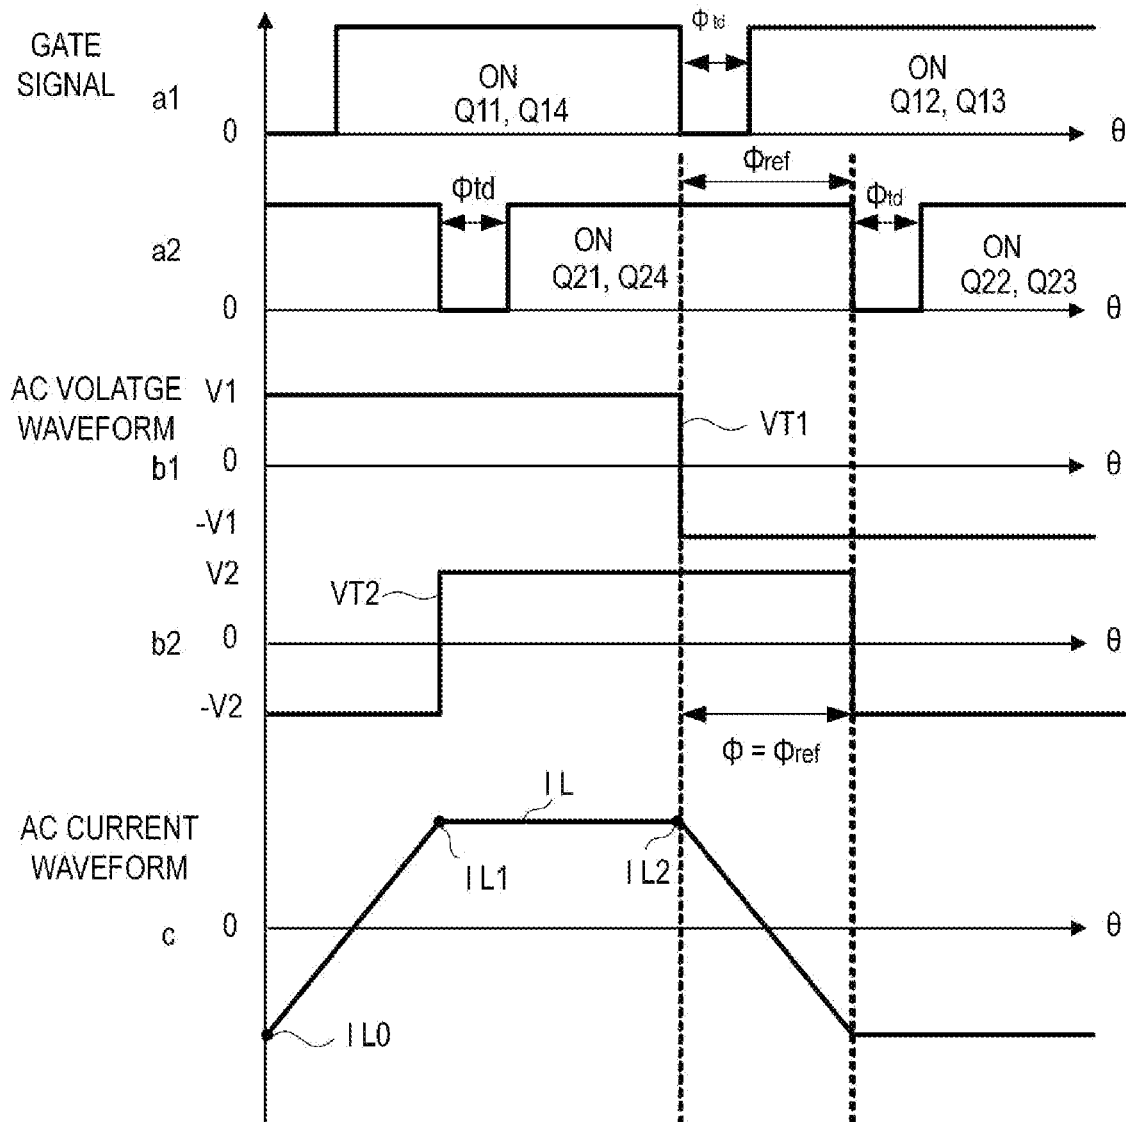 GATE
SIGNAL
a1
0
ON
Q11, Q14
Φtd
ON
Q12, Q13
θ
Φref
a2
0
Φtd
ON
Q21, Q24
Φtd
ON
Q22, Q23
θ
AC VOLATGE
WAVEFORM
b1
V1
0
-V1
VT1
θ
b2
V2
0
-V2
VT2
θ
Φ = Φref
AC CURRENT
WAVEFORM
c
0
I L
I L1
I L2
θ
I L0